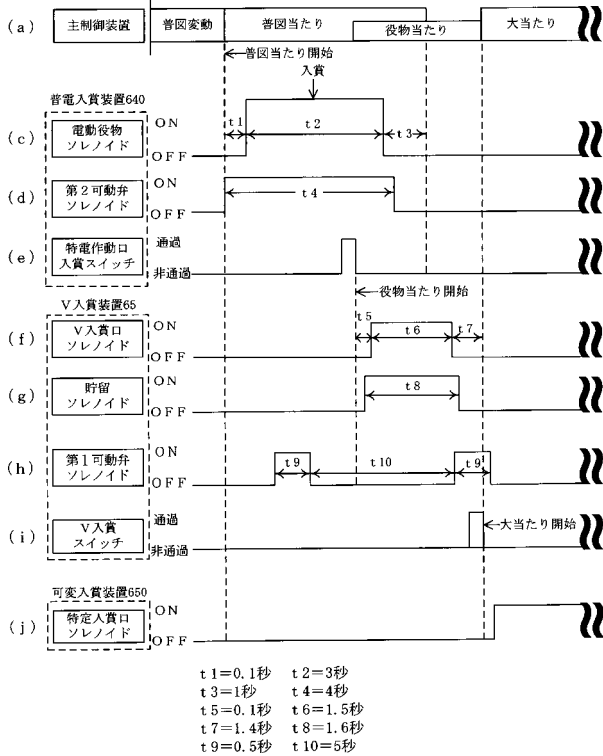 (a) 主制御装置 普図変動 普図当たり 役物当たり 大当たり
普図当たり開始
入賞
普電入賞装置640
(c) 電動役物ソレノイド ON OFF t1 t2 t3
(d) 第2可動弁ソレノイド ON OFF t4
(e) 特電作動口入賞スイッチ 通過 非通過
役物当たり開始
V入賞装置65
(f) V入賞口ソレノイド ON OFF t5 t6 t7
(g) 貯留ソレノイド ON OFF t8
(h) 第1可動弁ソレノイド ON OFF t9 t10 t9'
(i) V入賞スイッチ 通過 非通過
大当たり開始
可変入賞装置650
(j) 特定入賞口ソレノイド ON OFF
t1=0.1秒 t2=3秒
t3=1秒 t4=4秒
t5=0.1秒 t6=1.5秒
t7=1.4秒 t8=1.6秒
t9=0.5秒 t10=5秒